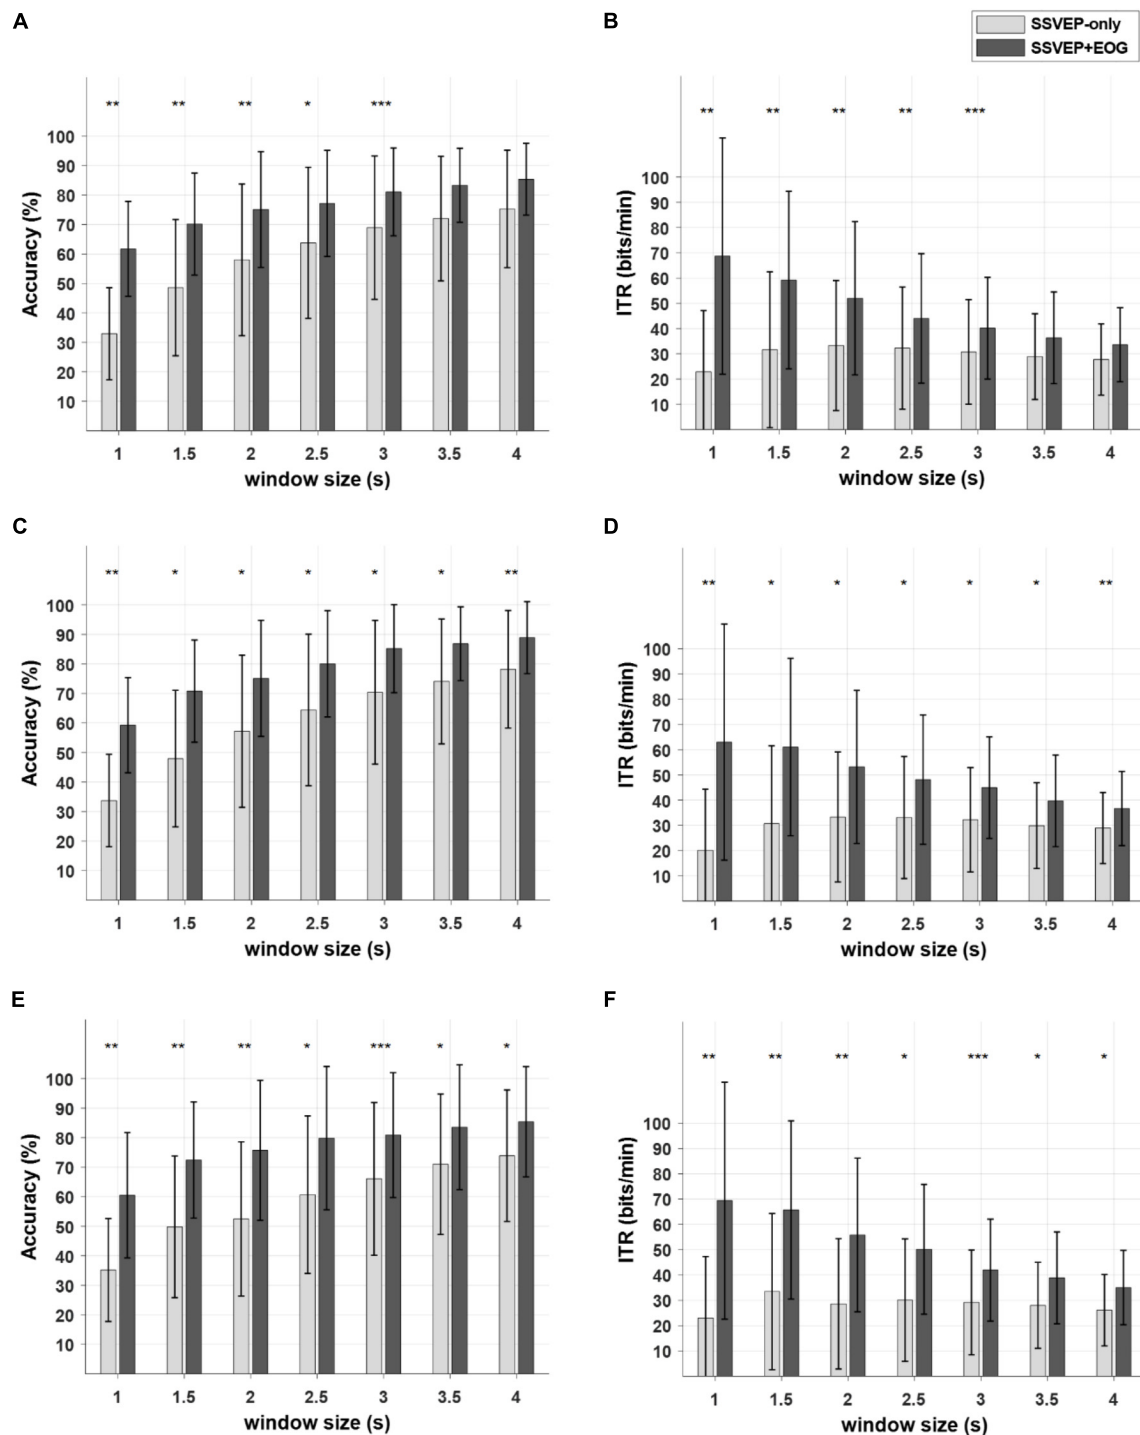 A
B
SSVEP-only
SSVEP+EOG
** ** ** * ***
100
90
80
70
60
50
40
30
20
10
Accuracy (%)
1 1.5 2 2.5 3 3.5 4
window size (s)
** ** ** ** ***
100
90
80
70
60
50
40
30
20
10
ITR (bits/min)
1 1.5 2 2.5 3 3.5 4
window size (s)
C
** * * * * * **
100
90
80
70
60
50
40
30
20
10
Accuracy (%)
1 1.5 2 2.5 3 3.5 4
window size (s)
D
** * * * * * **
100
90
80
70
60
50
40
30
20
10
ITR (bits/min)
1 1.5 2 2.5 3 3.5 4
window size (s)
E
** ** ** * *** * *
100
90
80
70
60
50
40
30
20
10
Accuracy (%)
1 1.5 2 2.5 3 3.5 4
window size (s)
F
** ** ** * *** * *
100
90
80
70
60
50
40
30
20
10
ITR (bits/min)
1 1.5 2 2.5 3 3.5 4
window size (s)